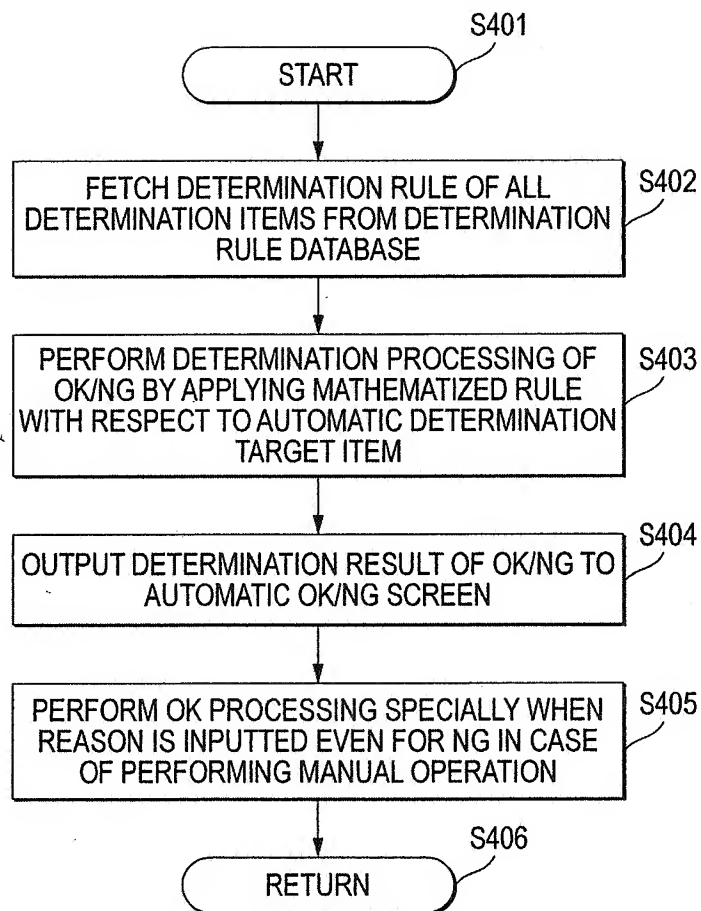 S401
START
FETCH DETERMINATION RULE OF ALL
DETERMINATION ITEMS FROM DETERMINATION
RULE DATABASE
S402
PERFORM DETERMINATION PROCESSING OF
OK/NG BY APPLYING MATHEMATIZED RULE
WITH RESPECT TO AUTOMATIC DETERMINATION
TARGET ITEM
S403
OUTPUT DETERMINATION RESULT OF OK/NG TO
AUTOMATIC OK/NG SCREEN
S404
PERFORM OK PROCESSING SPECIALLY WHEN
REASON IS INPUTTED EVEN FOR NG IN CASE
OF PERFORMING MANUAL OPERATION
S405
S406
RETURN